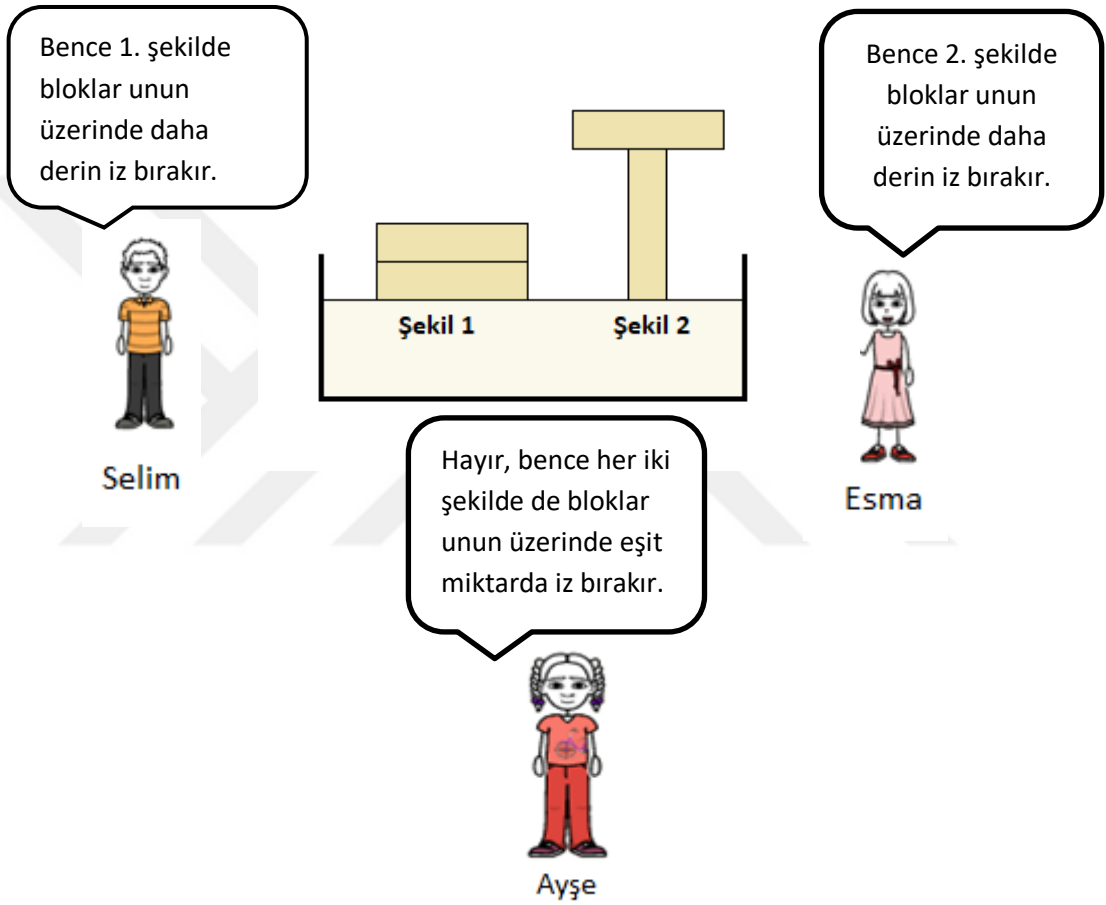 Bence 1. şekilde
bloklar unun
üzerinde daha
derin iz bırakır.
Bence 2. şekilde
bloklar unun
üzerinde daha
derin iz bırakır.
Şekil 1
Şekil 2
Selim
Esma
Hayır, bence her iki
şekilde de bloklar
unun üzerinde eşit
miktarda iz bırakır.
Ayşe